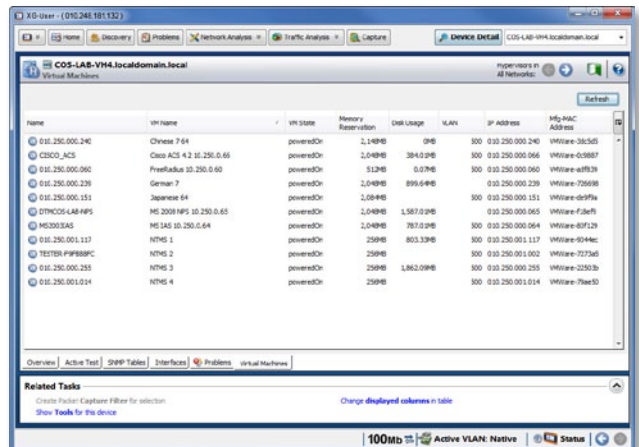 XG-User - ( 010.248.181.132 )
Home Discovery Problems Network Analysis Traffic Analysis Capture Device Detail COS-LAB-VH4.localdomain.local
COS-LAB-VH4.localdomain.local
Virtual Machines
Hypervisors in
All Networks:
Refresh
Name VM Name VM State Memory Reservation Disk Usage VLAN IP Address Mfg-MAC Address
010.250.000.240 Chinese 7 64 poweredOn 2,148MB 0MB 500 010.250.000.240 VMWare-38c5d5
CISCO_ACS Cisco ACS 4.2 10.250.0.66 poweredOn 2,048MB 384.01MB 500 010.250.000.066 VMWare-0c9887
010.250.000.060 FreeRadius 10.250.0.60 poweredOn 512MB 0.07MB 500 010.250.000.060 VMWare-adf839
010.250.000.239 German 7 poweredOn 2,048MB 899.64MB 010.250.000.239 VMWare-726698
010.250.000.151 Japanese 64 poweredOn 2,084MB 500 010.250.000.151 VMWare-de9f9a
DTMCOS-LAB-NPS MS 2008 NPS 10.250.0.65 poweredOn 2,048MB 1,587.01MB 010.250.000.065 VMWare-f18eff
MS2003IAS MS IAS 10.250.0.64 poweredOn 2,048MB 787.01MB 500 010.250.000.064 VMWare-83f129
010.250.001.117 NTMS 1 poweredOn 256MB 803.33MB 500 010.250.001.117 VMWare-9044ec
TESTER-F9F888FC NTMS 2 poweredOn 256MB 500 010.250.001.002 VMWare-7273a5
010.250.000.255 NTMS 3 poweredOn 256MB 1,862.09MB 500 010.250.000.255 VMWare-22503b
010.250.001.014 NTMS 4 poweredOn 256MB 500 010.250.001.014 VMWare-79ae50
Overview Active Test SNMP Tables Interfaces Problems Virtual Machines
Related Tasks
Create Packet Capture Filter for selection Change displayed columns in table
Show Tools for this device
100Mb Active VLAN: Native Status